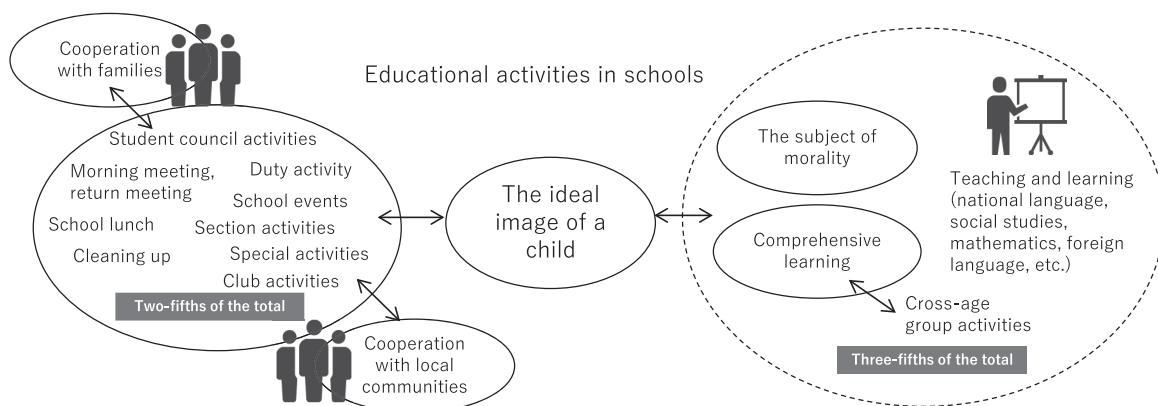 Cooperation
with families
Educational activities in schools
Student council activities
Morning meeting,
return meeting
Duty activity
School events
School lunch
Section activities
Cleaning up
Special activities
Club activities
Two-fifths of the total
Cooperation
with local
communities
The ideal
image of a
child
The subject of
morality
Comprehensive
learning
Teaching and learning
(national language,
social studies,
mathematics, foreign
language, etc.)
Cross-age
group activities
Three-fifths of the total